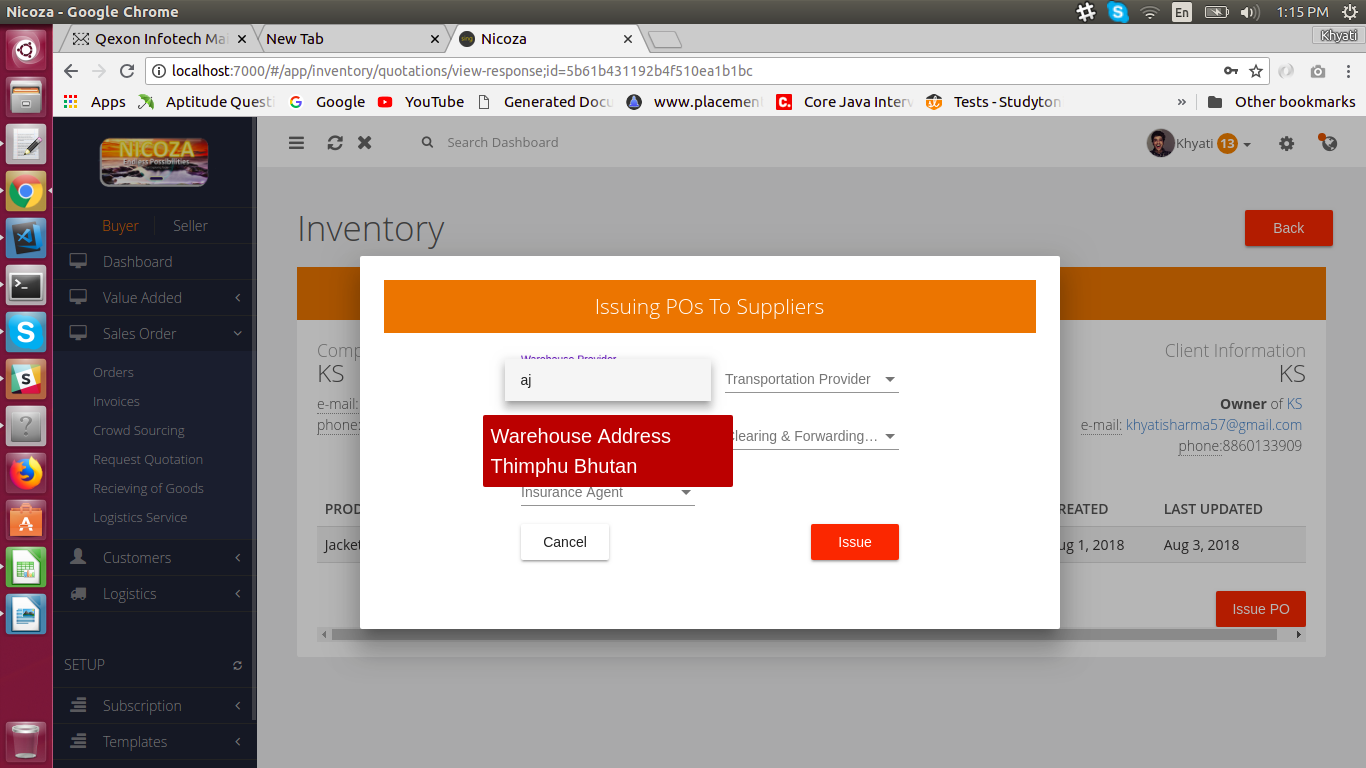 Nicoza - Google Chrome
En
1:15 PM
Qexon Infotech Mai
New Tab
Nicoza
Khyati
localhost:7000/#/app/inventory/quotations/view-response;id=5b61b431192b4f510ea1b1bc
Apps
Aptitude Questi
Google
YouTube
Generated Docu
www.placement
Core Java Interv
Tests - Studyton
»
Other bookmarks
NICOZA
Endless Possibilities
Search Dashboard
Khyati 13
Buyer
Seller
Dashboard
Value Added
Sales Order
Orders
Invoices
Crowd Sourcing
Request Quotation
Recieving of Goods
Logistics Service
Customers
Logistics
SETUP
Subscription
Templates
Inventory
Back
Comp
KS
e-mail:
phone:
Client Information
KS
Owner of KS
e-mail: khyatisharma57@gmail.com
phone:8860133909
PROD
REATED
LAST UPDATED
Jacket
ug 1, 2018
Aug 3, 2018
Issue PO
Issuing POs To Suppliers
Warehouse Provider
aj
Transportation Provider
Warehouse Address
Thimphu Bhutan
Clearing & Forwarding...
Insurance Agent
Cancel
Issue